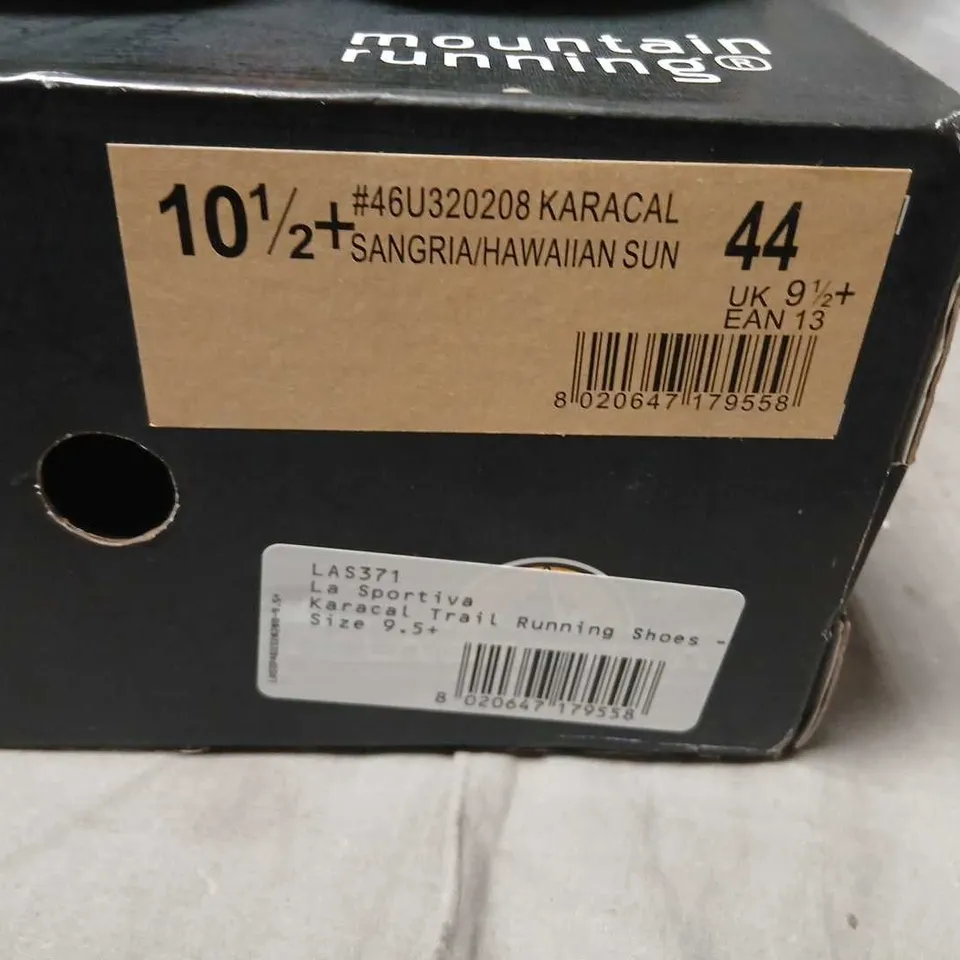 mountain
running®
10½+
#46U320208 KARACAL
SANGRIA/HAWAIIAN SUN
44
UK 9½+
EAN 13
8 020647 179558
LAS371
La Sportiva
Karacal Trail Running Shoes -
Size 9.5+
8 020647 179558